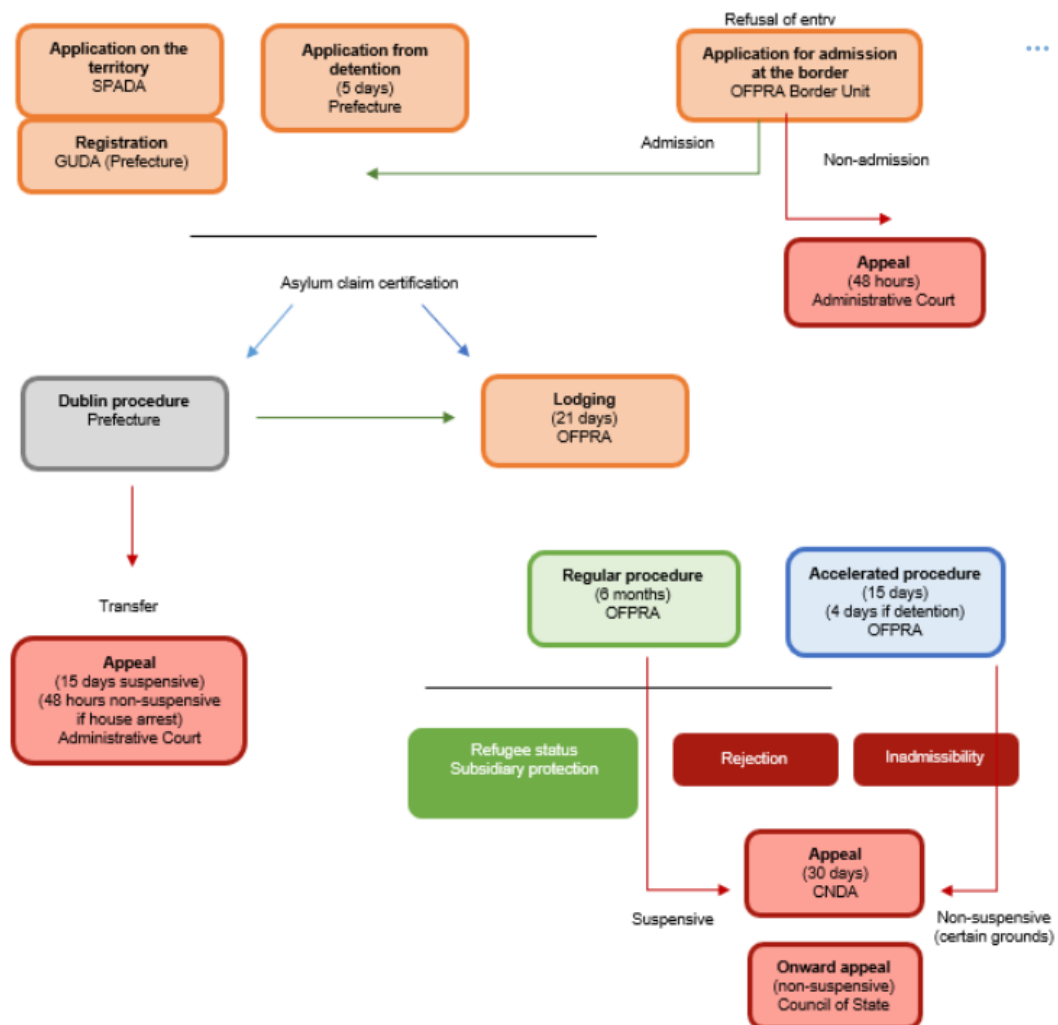 Application on the
territory
SPADA
Registration
GUDA (Prefecture)
Application from
detention
(5 days)
Prefecture
Refusal of entry
Application for admission
at the border
OFPRA Border Unit
Admission
Non-admission
Appeal
(48 hours)
Administrative Court
Asylum claim certification
Dublin procedure
Prefecture
Lodging
(21 days)
OFPRA
Transfer
Appeal
(15 days suspensive)
(48 hours non-suspensive
if house arrest)
Administrative Court
Regular procedure
(6 months)
OFPRA
Accelerated procedure
(15 days)
(4 days if detention)
OFPRA
Refugee status
Subsidiary protection
Rejection
Inadmissibility
Appeal
(30 days)
CNDA
Suspensive
Non-suspensive
(certain grounds)
Onward appeal
(non-suspensive)
Council of State